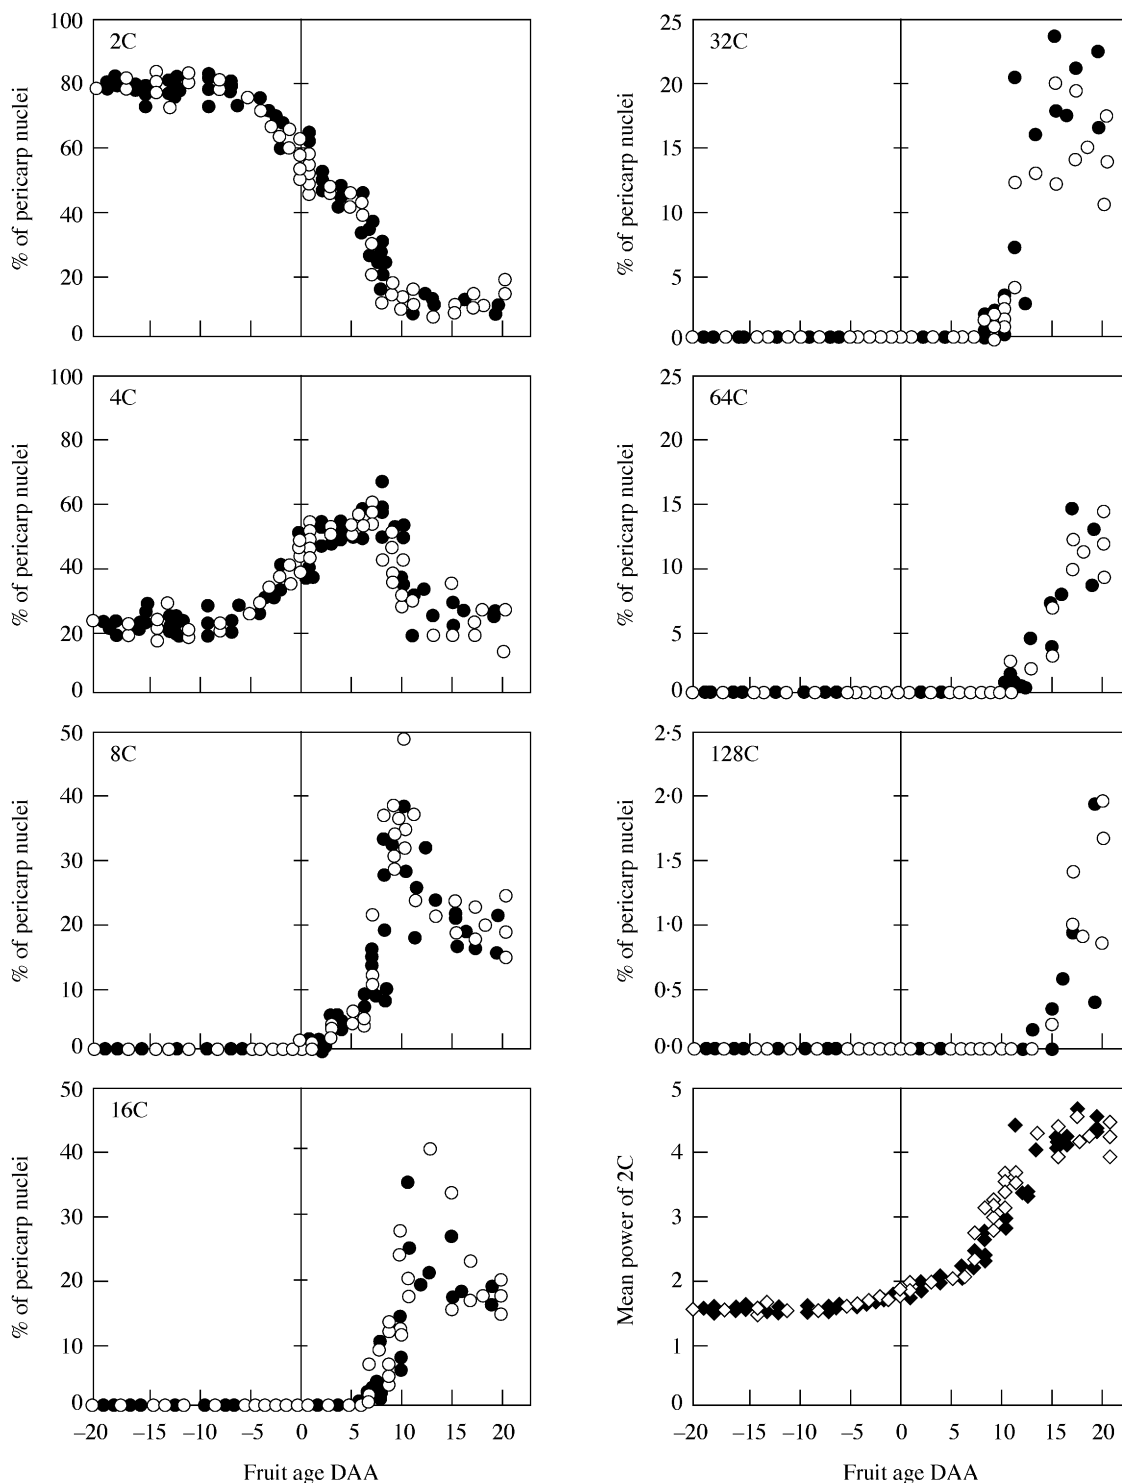 100
80
60
40
20
0
% of pericarp nuclei
2C
25
20
15
10
5
0
% of pericarp nuclei
32C
100
80
60
40
20
0
% of pericarp nuclei
4C
25
20
15
10
5
0
% of pericarp nuclei
64C
50
40
30
20
10
0
% of pericarp nuclei
8C
2·5
2·0
1·5
1·0
0·5
0·0
% of pericarp nuclei
128C
50
40
30
20
10
0
% of pericarp nuclei
16C
–20 –15 –10 –5 0 5 10 15 20
Fruit age DAA
5
4
3
2
1
0
Mean power of 2C
–20 –15 –10 –5 0 5 10 15 20
Fruit age DAA